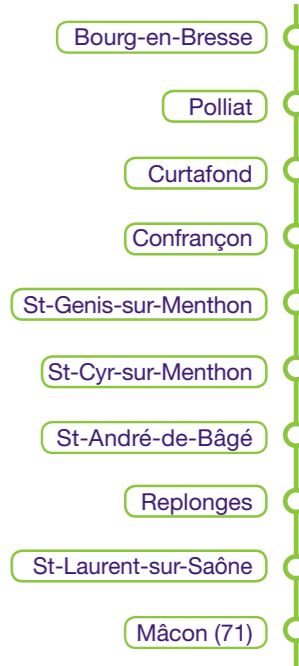 Bourg-en-Bresse
Polliat
Curtafond
Confrançon
St-Genis-sur-Menthon
St-Cyr-sur-Menthon
St-André-de-Bâgé
Replonges
St-Laurent-sur-Saône
Mâcon (71)